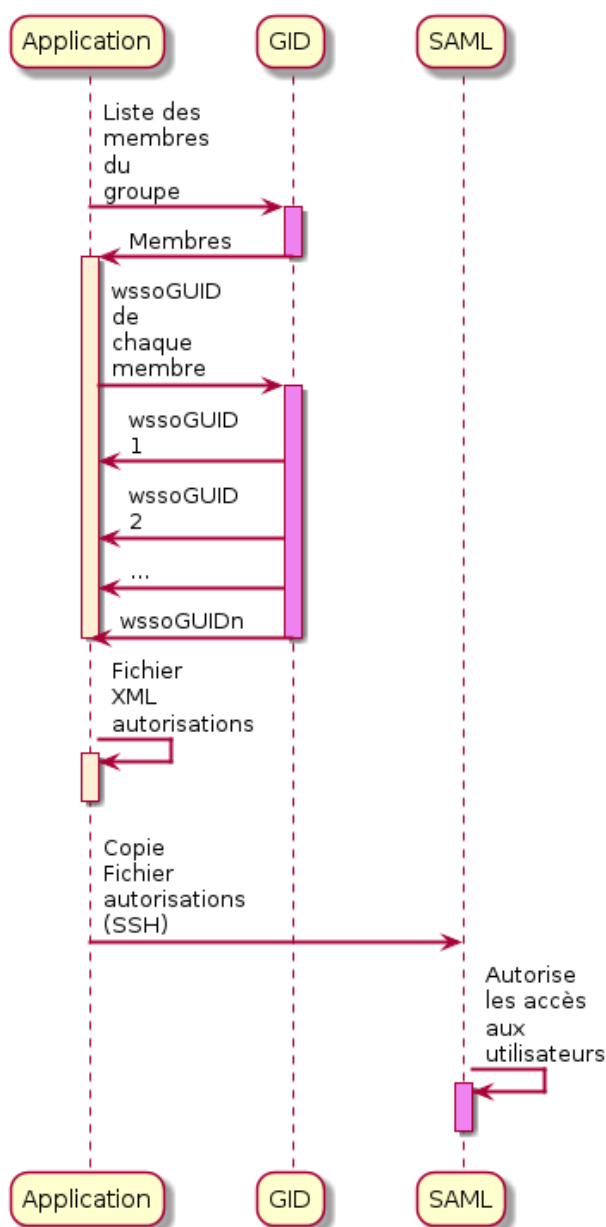 Application
GID
SAML
Liste des
membres
du
groupe
Membres
wssoGUID
de
chaque
membre
wssoGUID
1
wssoGUID
2
...
wssoGUIDn
Fichier
XML
autorisations
Copie
Fichier
autorisations
(SSH)
Autorise
les accès
aux
utilisateurs
Application
GID
SAML